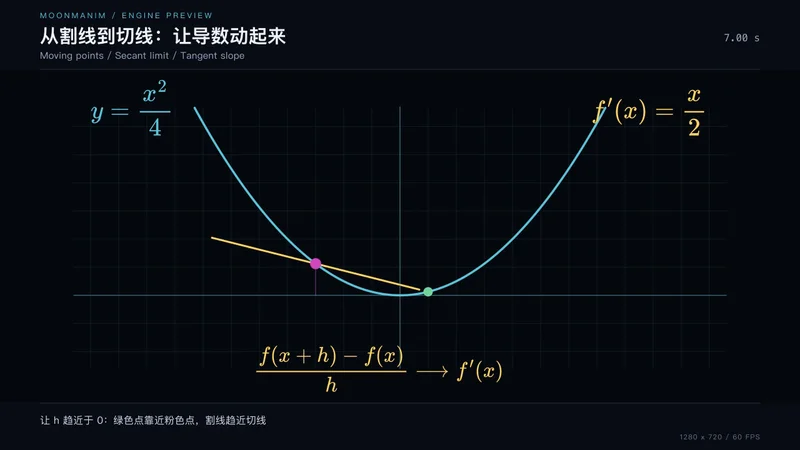 MOONMANIM / ENGINE PREVIEW
从割线到切线：让导数动起来
7.00 s
Moving points / Secant limit / Tangent slope
y = x²/4
f′(x) = x/2
(f(x + h) − f(x))/h ⟶ f′(x)
让 h 趋近于 0：绿色点靠近粉色点，割线趋近切线
1280 x 720 / 60 FPS